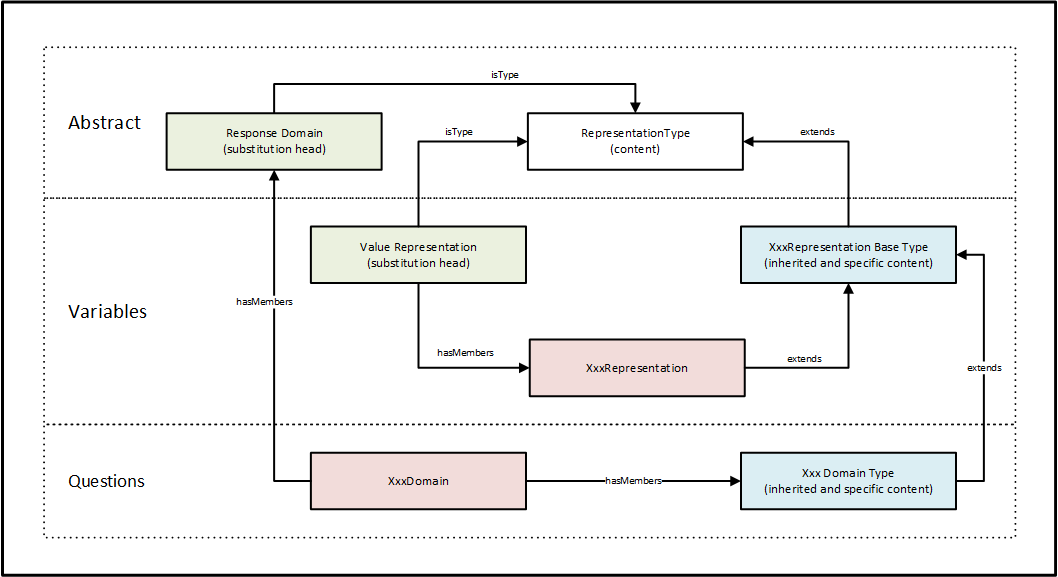 isType
Abstract
Response Domain
(substitution head)
isType
RepresentationType
(content)
extends
Variables
Value Representation
(substitution head)
XxxRepresentation Base Type
(inherited and specific content)
hasMembers
hasMembers
XxxRepresentation
extends
extends
Questions
XxxDomain
hasMembers
Xxx Domain Type
(inherited and specific content)